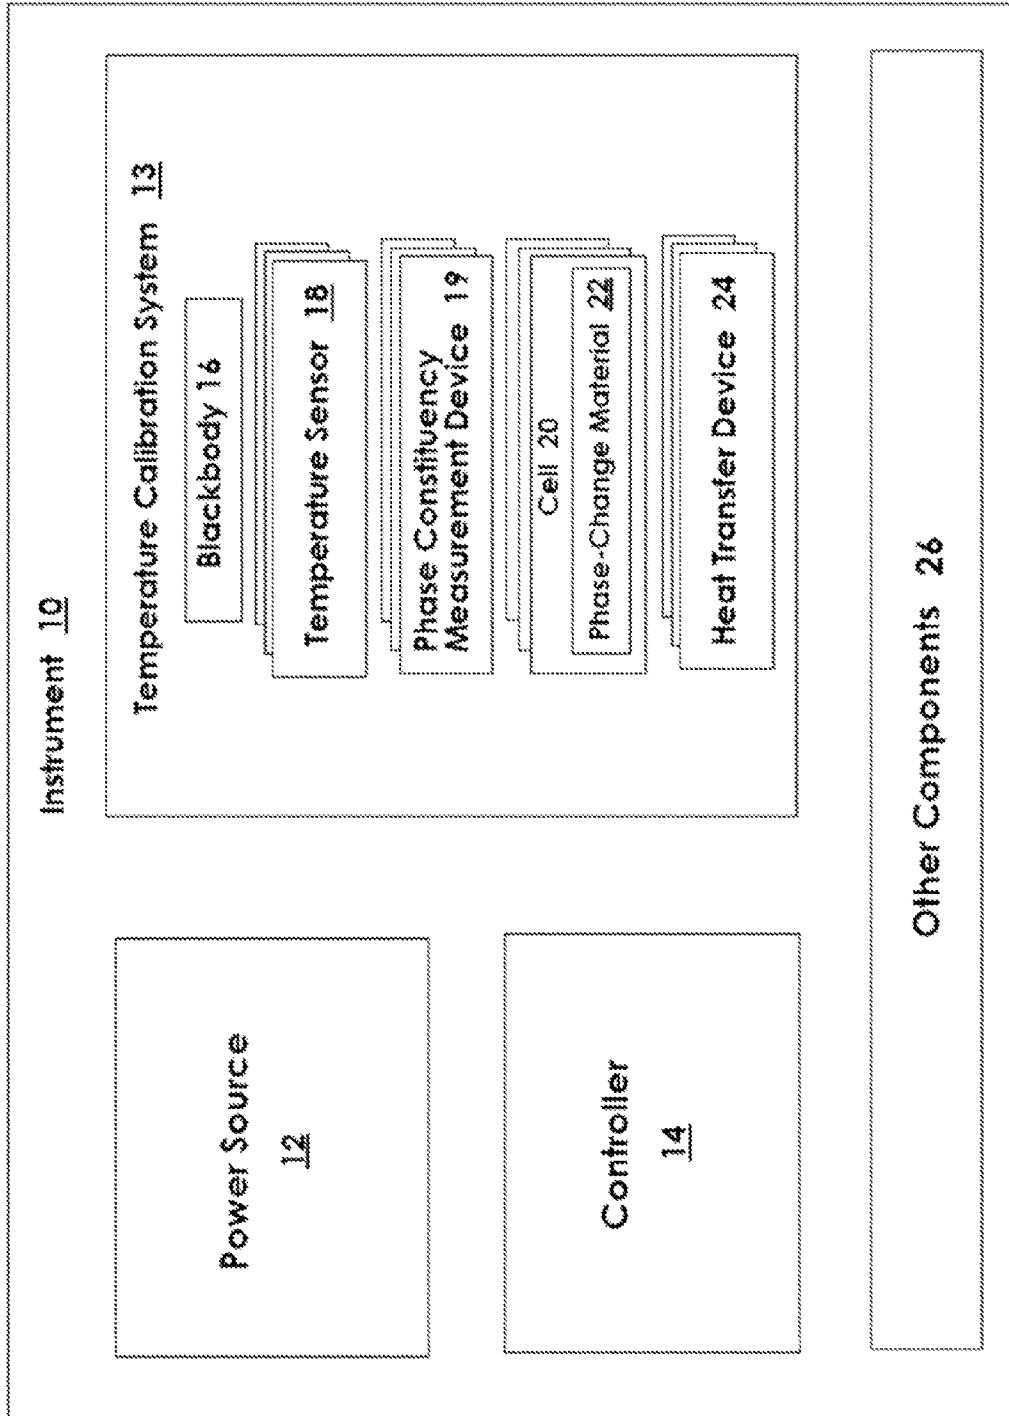 Instrument 10
Power Source
12
Controller
14
Temperature Calibration System 13
Blackbody 16
Temperature Sensor 18
Phase Constituency
Measurement Device 19
Cell 20
Phase-Change Material 22
Heat Transfer Device 24
Other Components 26